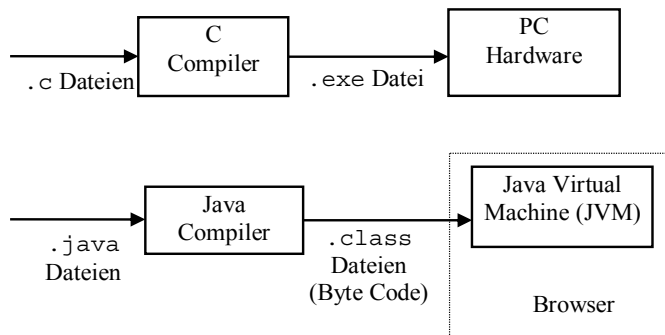 C
Compiler
PC
Hardware
.c Dateien
.exe Datei
Java
Compiler
Java Virtual
Machine (JVM)
.java
Dateien
.class
Dateien
(Byte Code)
Browser